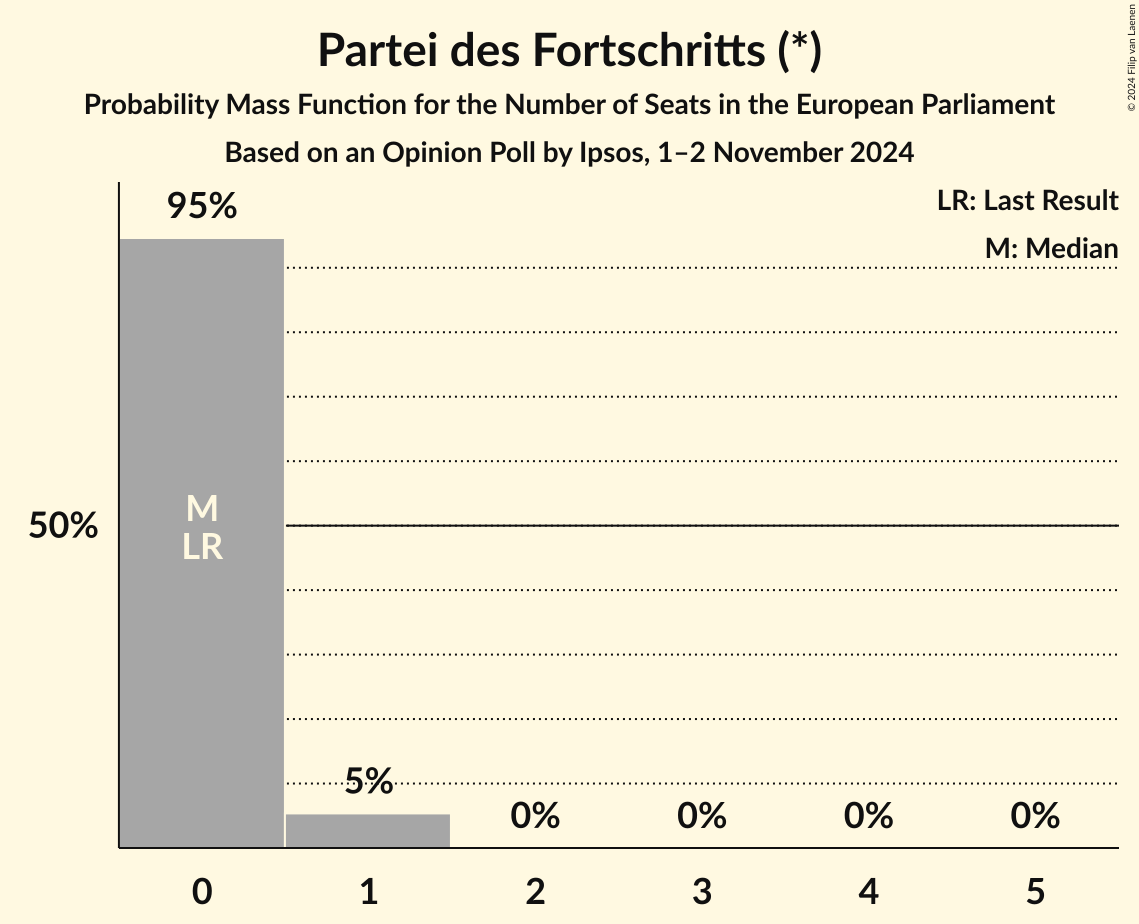 Partei des Fortschritts (*)
Probability Mass Function for the Number of Seats in the European Parliament
Based on an Opinion Poll by Ipsos, 1–2 November 2024
© 2024 Filip van Laenen
LR: Last Result
M: Median
95%
M
LR
50%
5%
0%
0%
0%
0%
0
1
2
3
4
5